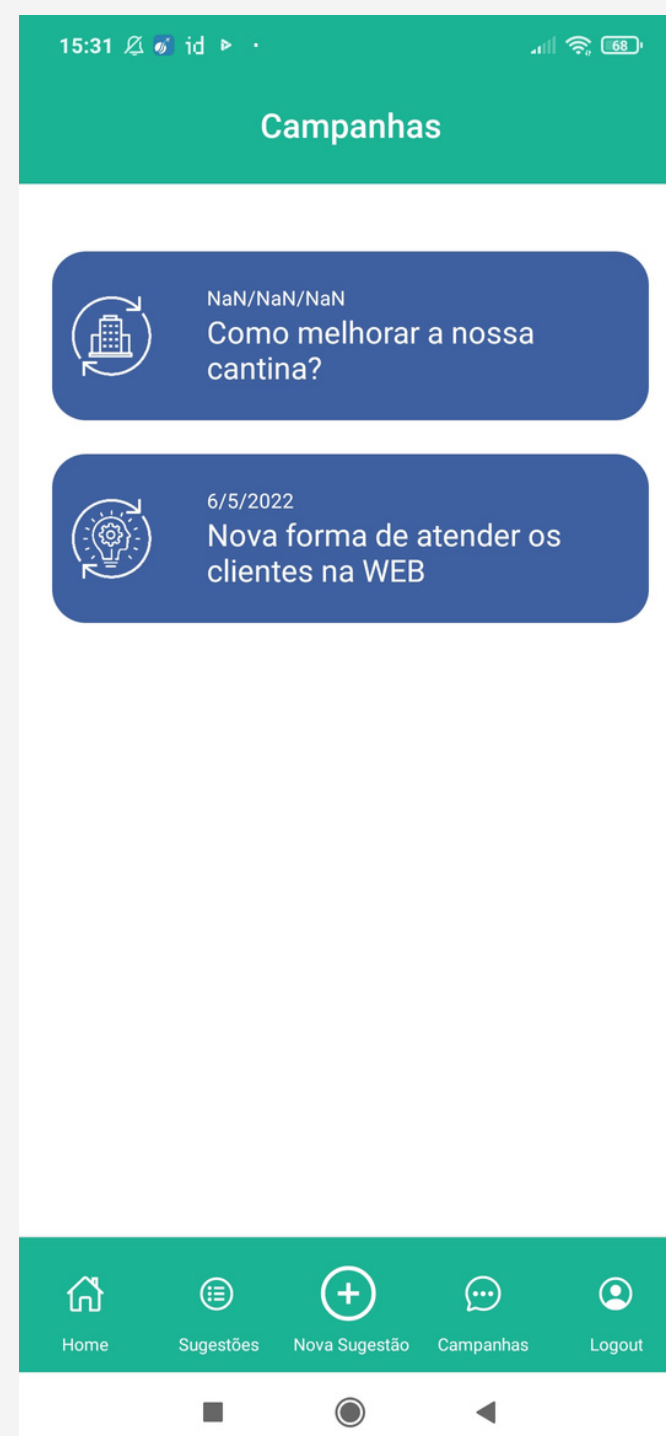 15:31 id
68
Campanhas
NaN/NaN/NaN
Como melhorar a nossa
cantina?
6/5/2022
Nova forma de atender os
clientes na WEB
Home Sugestões Nova Sugestão Campanhas Logout